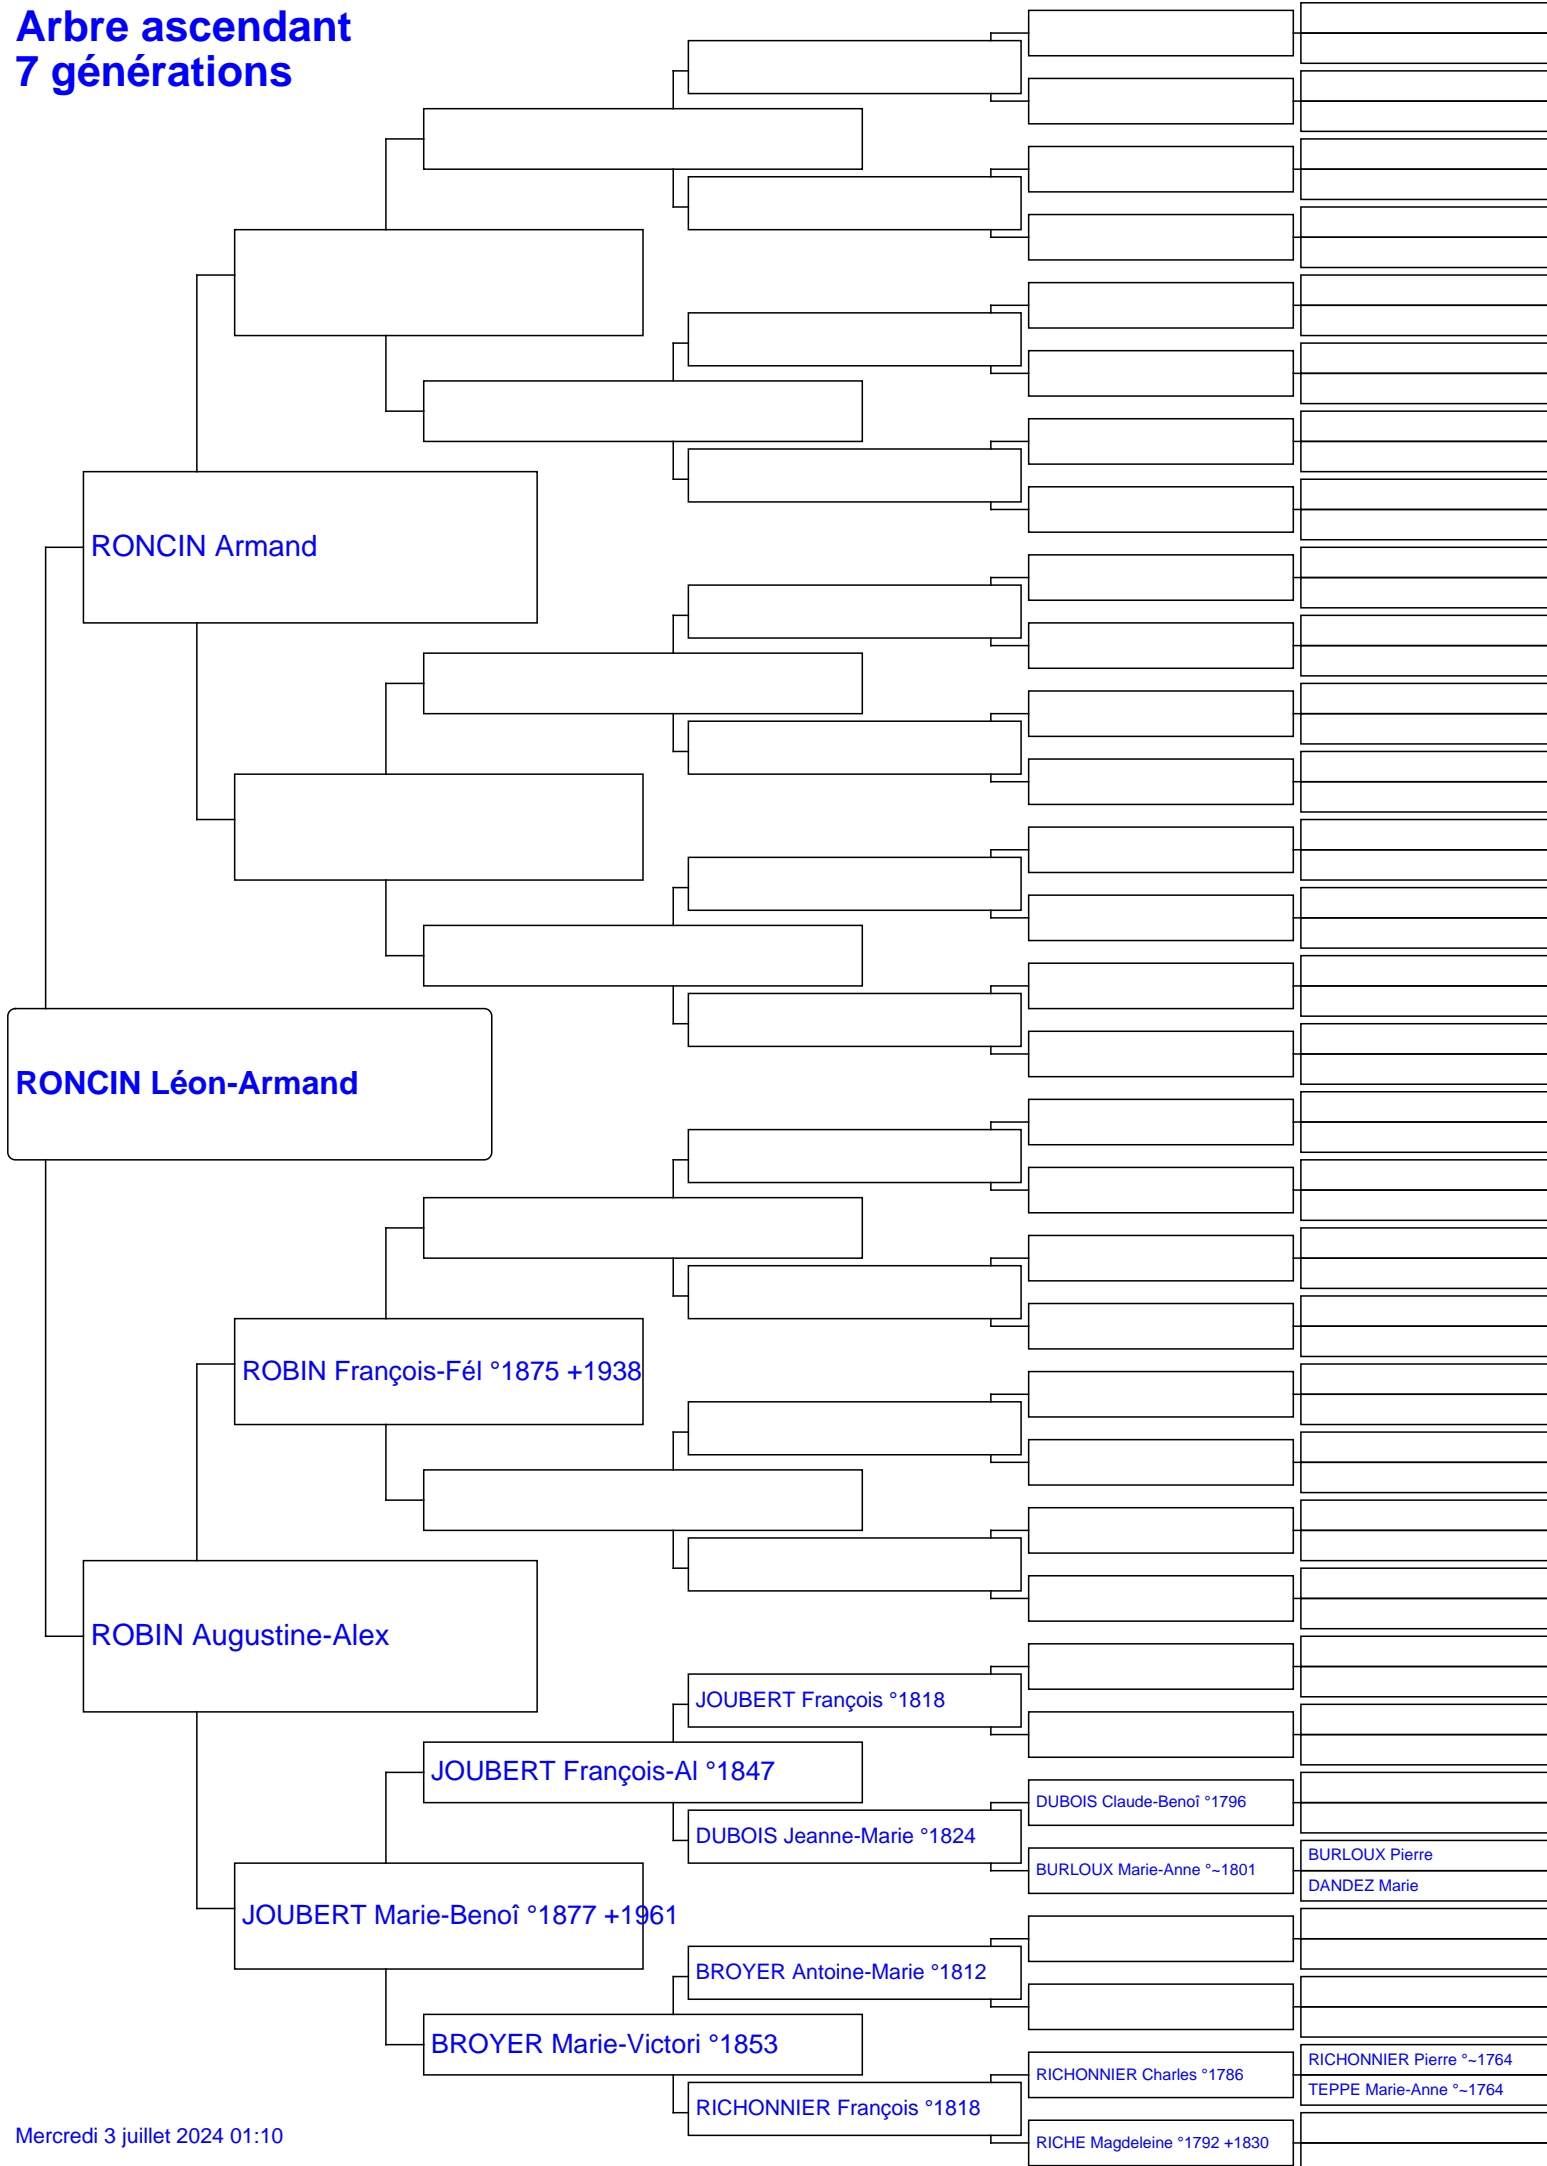 Arbre ascendant
7 générations
RONCIN Armand
RONCIN Léon-Armand
ROBIN François-Fél °1875 +1938
ROBIN Augustine-Alex
JOUBERT François °1818
JOUBERT François-Al °1847
DUBOIS Claude-Benoî °1796
DUBOIS Jeanne-Marie °1824
BURLOUX Pierre
BURLOUX Marie-Anne °~1801
DANDEZ Marie
JOUBERT Marie-Benoî °1877 +1961
BROYER Antoine-Marie °1812
BROYER Marie-Victori °1853
RICHONNIER Pierre °~1764
RICHONNIER Charles °1786
TEPPE Marie-Anne °~1764
RICHONNIER François °1818
RICHE Magdeleine °1792 +1830
Mercredi 3 juillet 2024 01:10